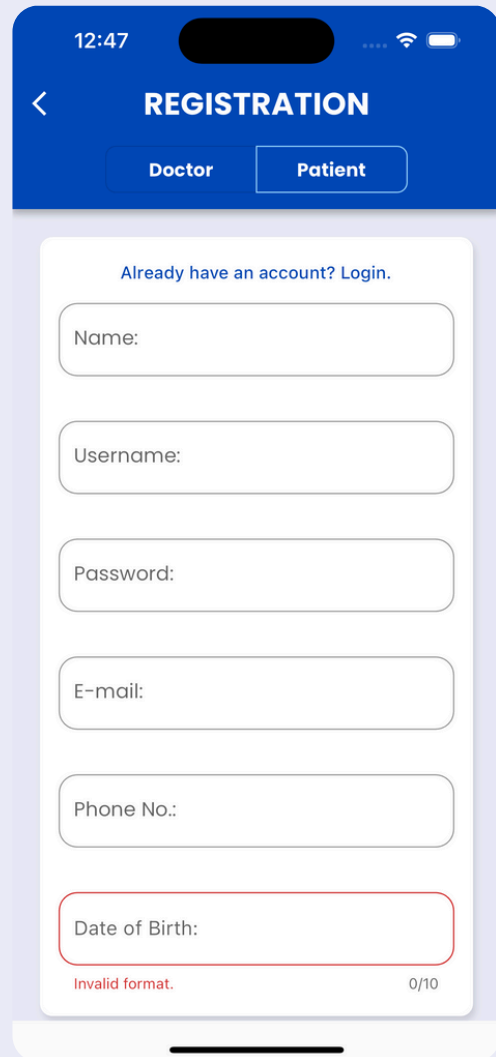 12:47
REGISTRATION
Doctor Patient
Already have an account? Login.
Name:
Username:
Password:
E-mail:
Phone No.:
Date of Birth:
Invalid format. 0/10